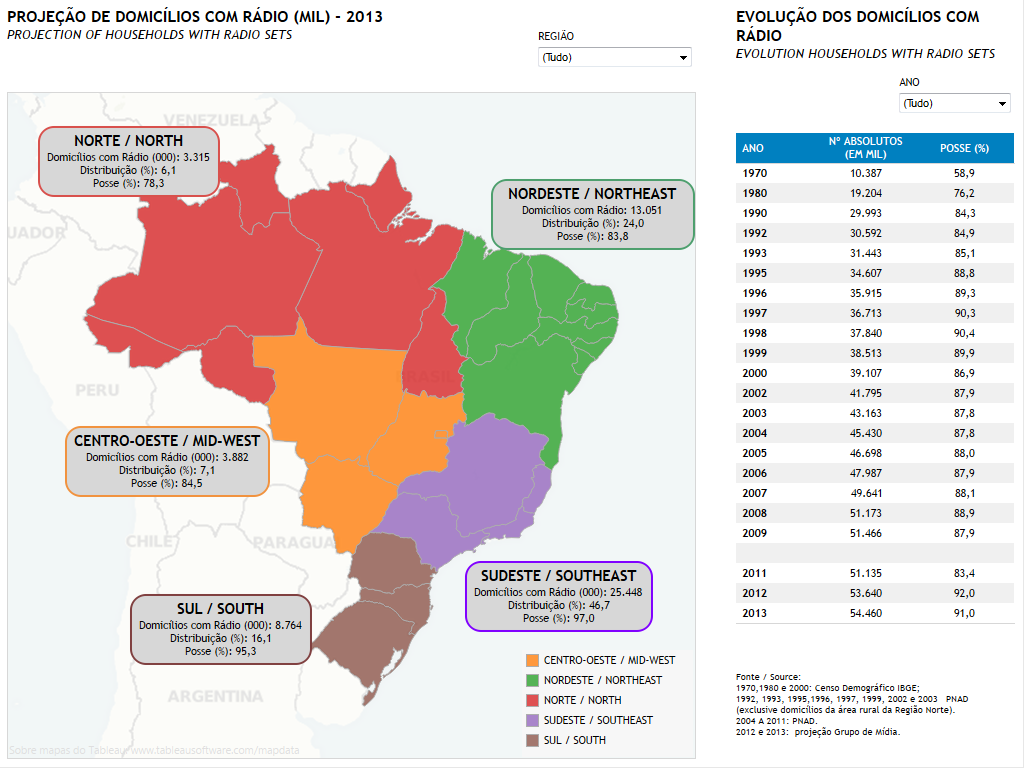 PROJEÇÃO DE DOMICÍLIOS COM RÁDIO (MIL) - 2013
PROJECTION OF HOUSEHOLDS WITH RADIO SETS
REGIÃO
(Tudo)
VENEZUELA
NORTE / NORTH
Domicílios com Rádio (000): 3.315
Distribuição (%): 6,1
Posse (%): 78,3
NORDESTE / NORTHEAST
Domicílios com Rádio: 13.051
Distribuição (%): 24,0
Posse (%): 83,8
UADOR
BRASIL
PERU
CENTRO-OESTE / MID-WEST
Domicílios com Rádio (000): 3.882
Distribuição (%): 7,1
Posse (%): 84,5
CHILE
PARAGUA
SUDESTE / SOUTHEAST
Domicílios com Rádio (000): 25.448
Distribuição (%): 46,7
Posse (%): 97,0
SUL / SOUTH
Domicílios com Rádio (000): 8.764
Distribuição (%): 16,1
Posse (%): 95,3
ARGENTINA
CENTRO-OESTE / MID-WEST
NORDESTE / NORTHEAST
NORTE / NORTH
SUDESTE / SOUTHEAST
SUL / SOUTH
Sobre mapas do Tableau: www.tableausoftware.com/mapdata
EVOLUÇÃO DOS DOMICÍLIOS COM
RÁDIO
EVOLUTION HOUSEHOLDS WITH RADIO SETS
ANO
(Tudo)
ANO Nº ABSOLUTOS (EM MIL) POSSE (%)
1970 10.387 58,9
1980 19.204 76,2
1990 29.993 84,3
1992 30.592 84,9
1993 31.443 85,1
1995 34.607 88,8
1996 35.915 89,3
1997 36.713 90,3
1998 37.840 90,4
1999 38.513 89,9
2000 39.107 86,9
2002 41.795 87,9
2003 43.163 87,8
2004 45.430 87,8
2005 46.698 88,0
2006 47.987 87,9
2007 49.641 88,1
2008 51.173 88,9
2009 51.466 87,9
2011 51.135 83,4
2012 53.640 92,0
2013 54.460 91,0
Fonte / Source:
1970,1980 e 2000: Censo Demográfico IBGE;
1992, 1993, 1995,1996, 1997, 1999, 2002 e 2003 PNAD
(exclusive domicílios da área rural da Região Norte).
2004 A 2011: PNAD.
2012 e 2013: projeção Grupo de Mídia.